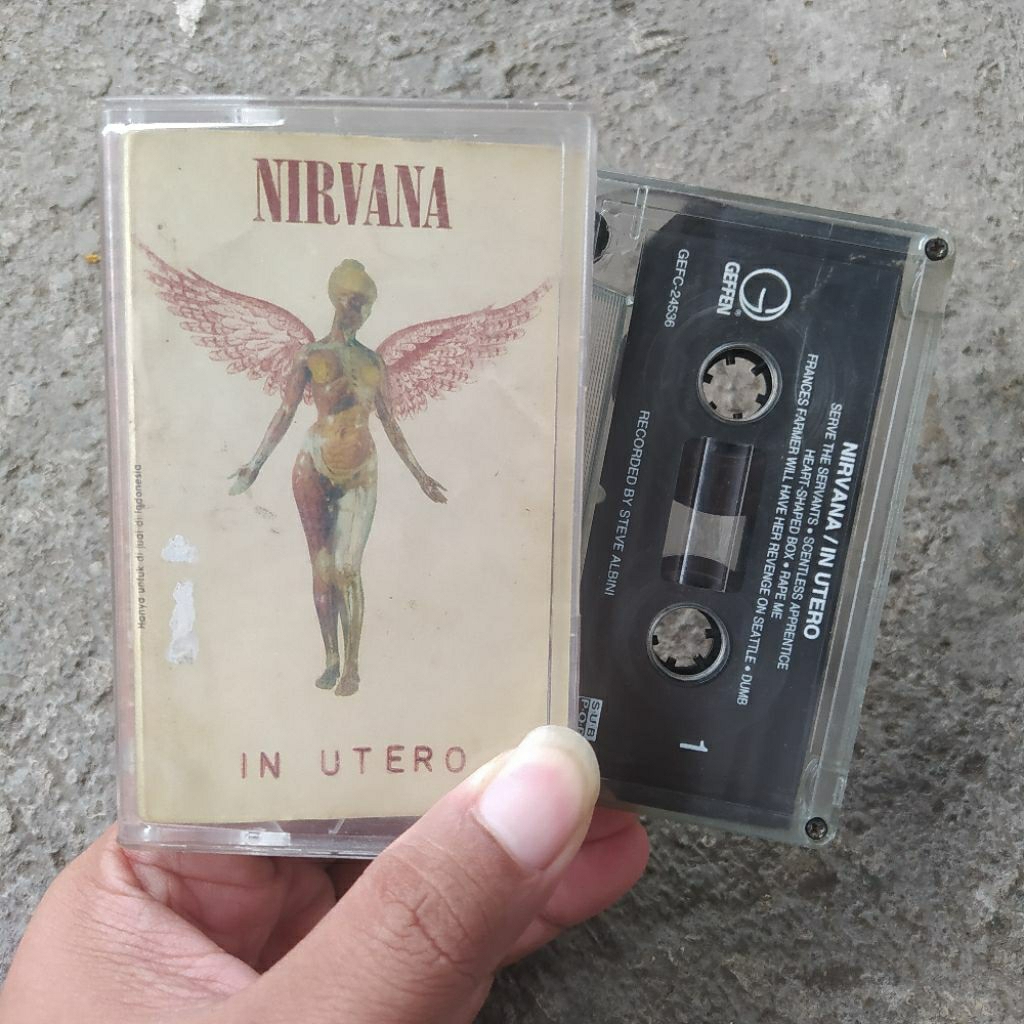 NIRVANA
Hanya untuk di jual di Indonesia
IN UTERO
NIRVANA / IN UTERO
SERVE THE SERVANTS • SCENTLESS APPRENTICE
HEART-SHAPED BOX • RAPE ME
FRANCES FARMER WILL HAVE HER REVENGE ON SEATTLE • DUMB
GEFFEN®
GEFC-24536
RECORDED BY STEVE ALBINI
SUB
POP
1